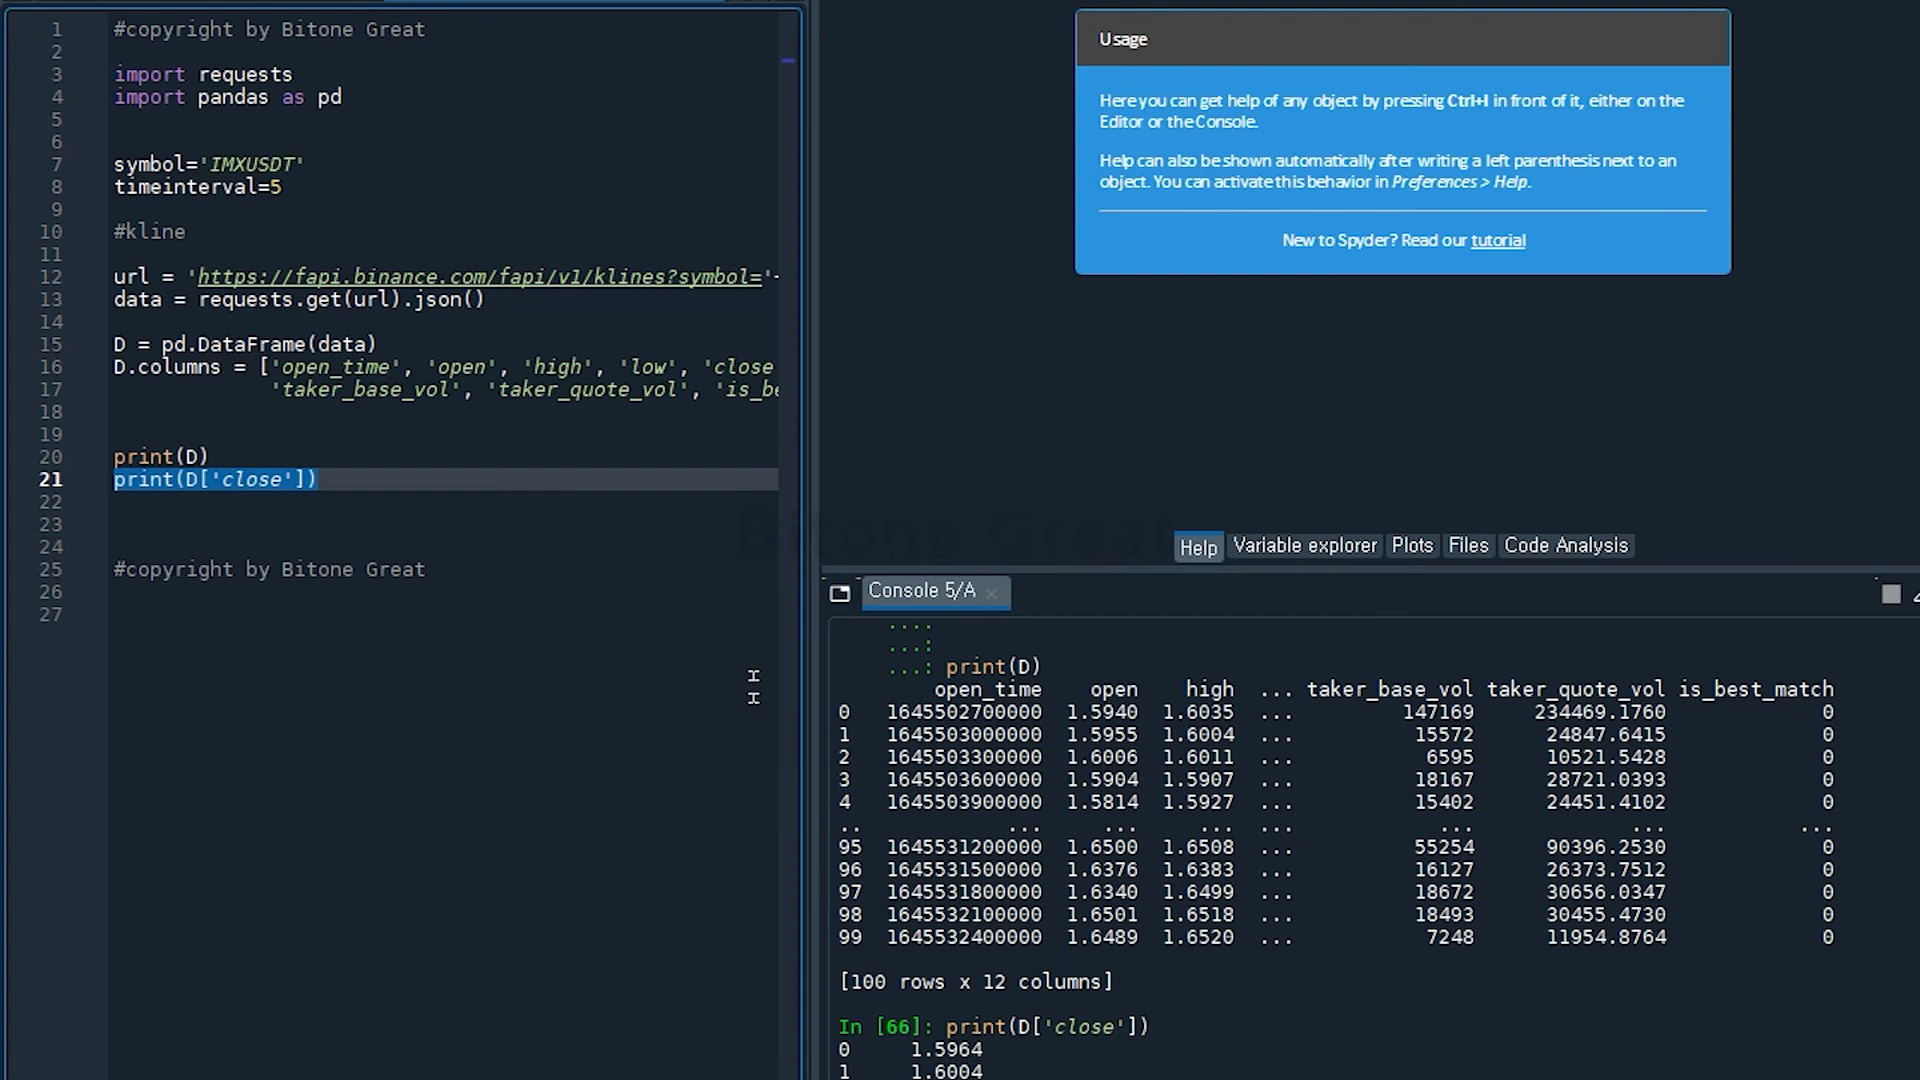 1 #copyright by Bitone Great
2
3 import requests
4 import pandas as pd
5
6
7 symbol='IMXUSDT'
8 timeinterval=5
9
10 #kline
11
12 url = 'https://fapi.binance.com/fapi/v1/klines?symbol='
13 data = requests.get(url).json()
14
15 D = pd.DataFrame(data)
16 D.columns = ['open_time', 'open', 'high', 'low', 'close
17 'taker_base_vol', 'taker_quote_vol', 'is_be
18
19
20 print(D)
21 print(D['close'])
22
23
24
25 #copyright by Bitone Great
26
27
Usage
Here you can get help of any object by pressing Ctrl+I in front of it, either on the
Editor or the Console.
Help can also be shown automatically after writing a left parenthesis next to an
object. You can activate this behavior in Preferences > Help.
New to Spyder? Read our tutorial
Bitone Great
Help Variable explorer Plots Files Code Analysis
Console 5/A
...:
...:
...: print(D)
open_time open high ... taker_base_vol taker_quote_vol is_best_match
0 1645502700000 1.5940 1.6035 ... 147169 234469.1760 0
1 1645503000000 1.5955 1.6004 ... 15572 24847.6415 0
2 1645503300000 1.6006 1.6011 ... 6595 10521.5428 0
3 1645503600000 1.5904 1.5907 ... 18167 28721.0393 0
4 1645503900000 1.5814 1.5927 ... 15402 24451.4102 0
.. ... ... ... ... ... ... ...
95 1645531200000 1.6500 1.6508 ... 55254 90396.2530 0
96 1645531500000 1.6376 1.6383 ... 16127 26373.7512 0
97 1645531800000 1.6340 1.6499 ... 18672 30656.0347 0
98 1645532100000 1.6501 1.6518 ... 18493 30455.4730 0
99 1645532400000 1.6489 1.6520 ... 7248 11954.8764 0
[100 rows x 12 columns]
In [66]: print(D['close'])
0 1.5964
1 1.6004